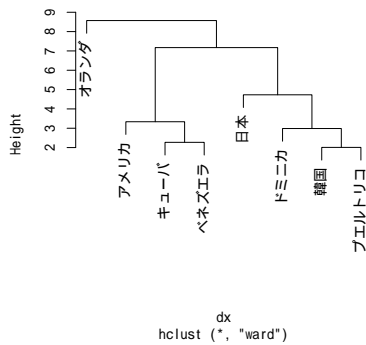 9
8
7
6
5
4
3
2
Height
オランダ
アメリカ
キューバ
ベネズエラ
日本
ドミニカ
韓国
プエルトリコ
dx
hclust (*, "ward")